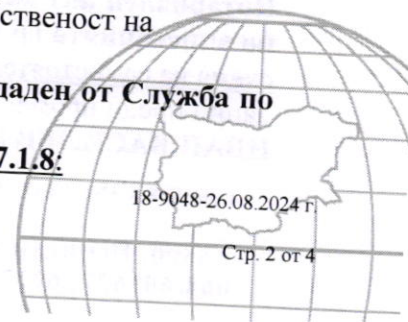 ственост на
даден от Служба по
7.1.8:
18-9048-26.08.2024 г.
Стр. 2 от 4